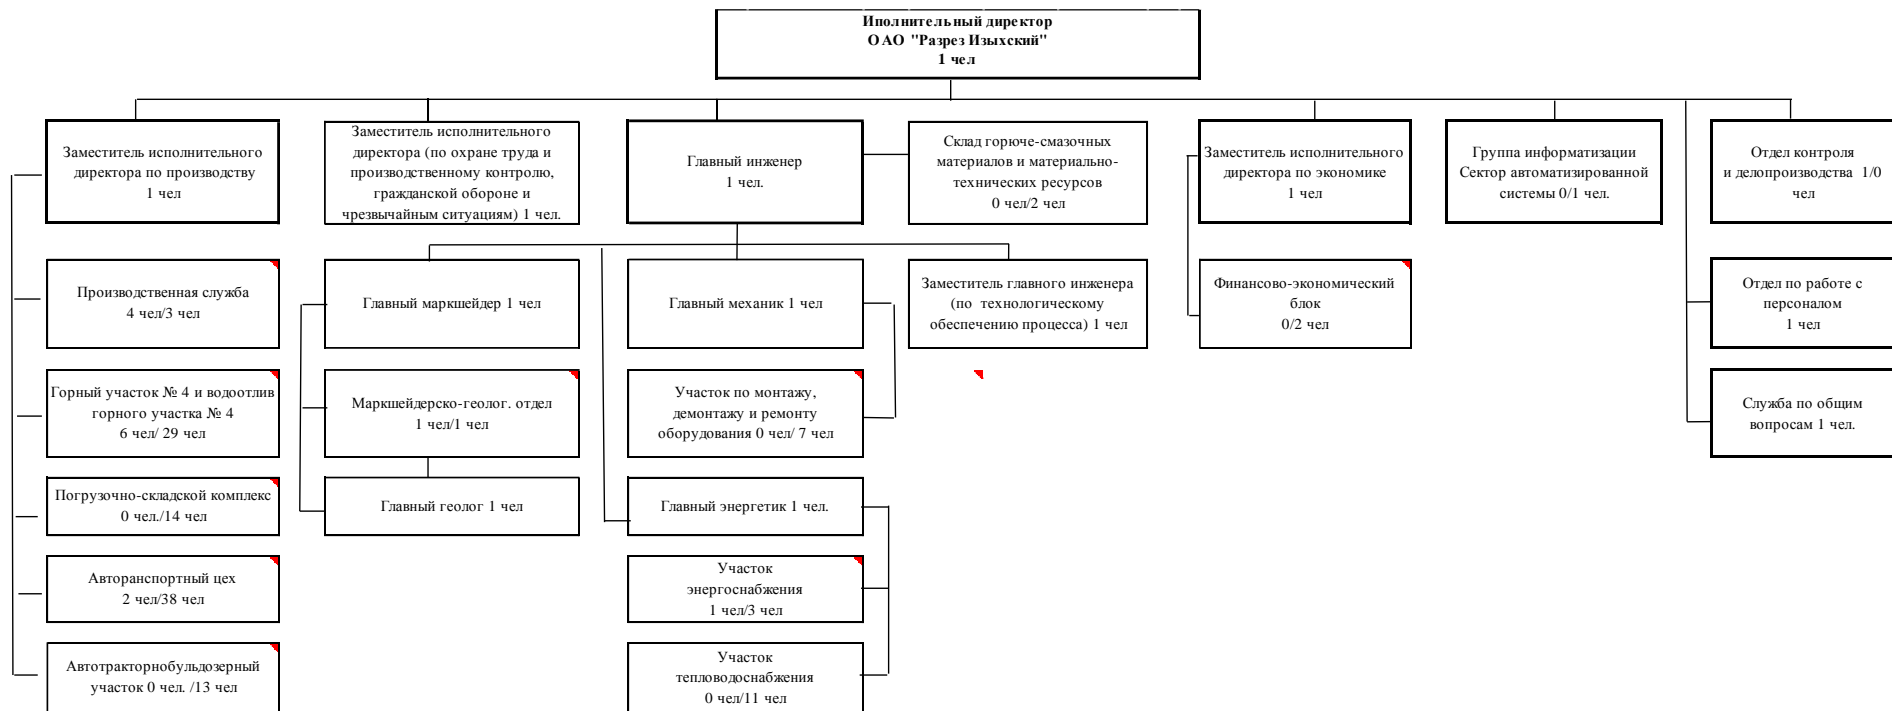 Иполнительный директор
ОАО "Разрез Изыхский"
1 чел
Заместитель исполнительного
директора по производству
1 чел
Заместитель исполнительного
директора (по охране труда и
производственному контролю,
гражданской обороне и
чрезвычайным ситуациям) 1 чел.
Главный инженер
1 чел.
Склад горюче-смазочных
материалов и материально-
технических ресурсов
0 чел/2 чел
Заместитель исполнительного
директора по экономике
1 чел
Группа информатизации
Сектор автоматизированной
системы 0/1 чел.
Отдел контроля
и делопроизводства 1/0
чел
Производственная служба
4 чел/3 чел
Главный маркшейдер 1 чел
Главный механик 1 чел
Заместитель главного инженера
(по технологическому
обеспечению процесса) 1 чел
Финансово-экономический
блок
0/2 чел
Отдел по работе с
персоналом
1 чел
Горный участок № 4 и водоотлив
горного участка № 4
6 чел/ 29 чел
Маркшейдерско-геолог. отдел
1 чел/1 чел
Участок по монтажу,
демонтажу и ремонту
оборудования 0 чел/ 7 чел
Служба по общим
вопросам 1 чел.
Погрузочно-складской комплекс
0 чел./14 чел
Главный геолог 1 чел
Главный энергетик 1 чел.
Авторанспортный цех
2 чел/38 чел
Участок
энергоснабжения
1 чел/3 чел
Автотракторнобульдозерный
участок 0 чел. /13 чел
Участок
тепловодоснабжения
0 чел/11 чел